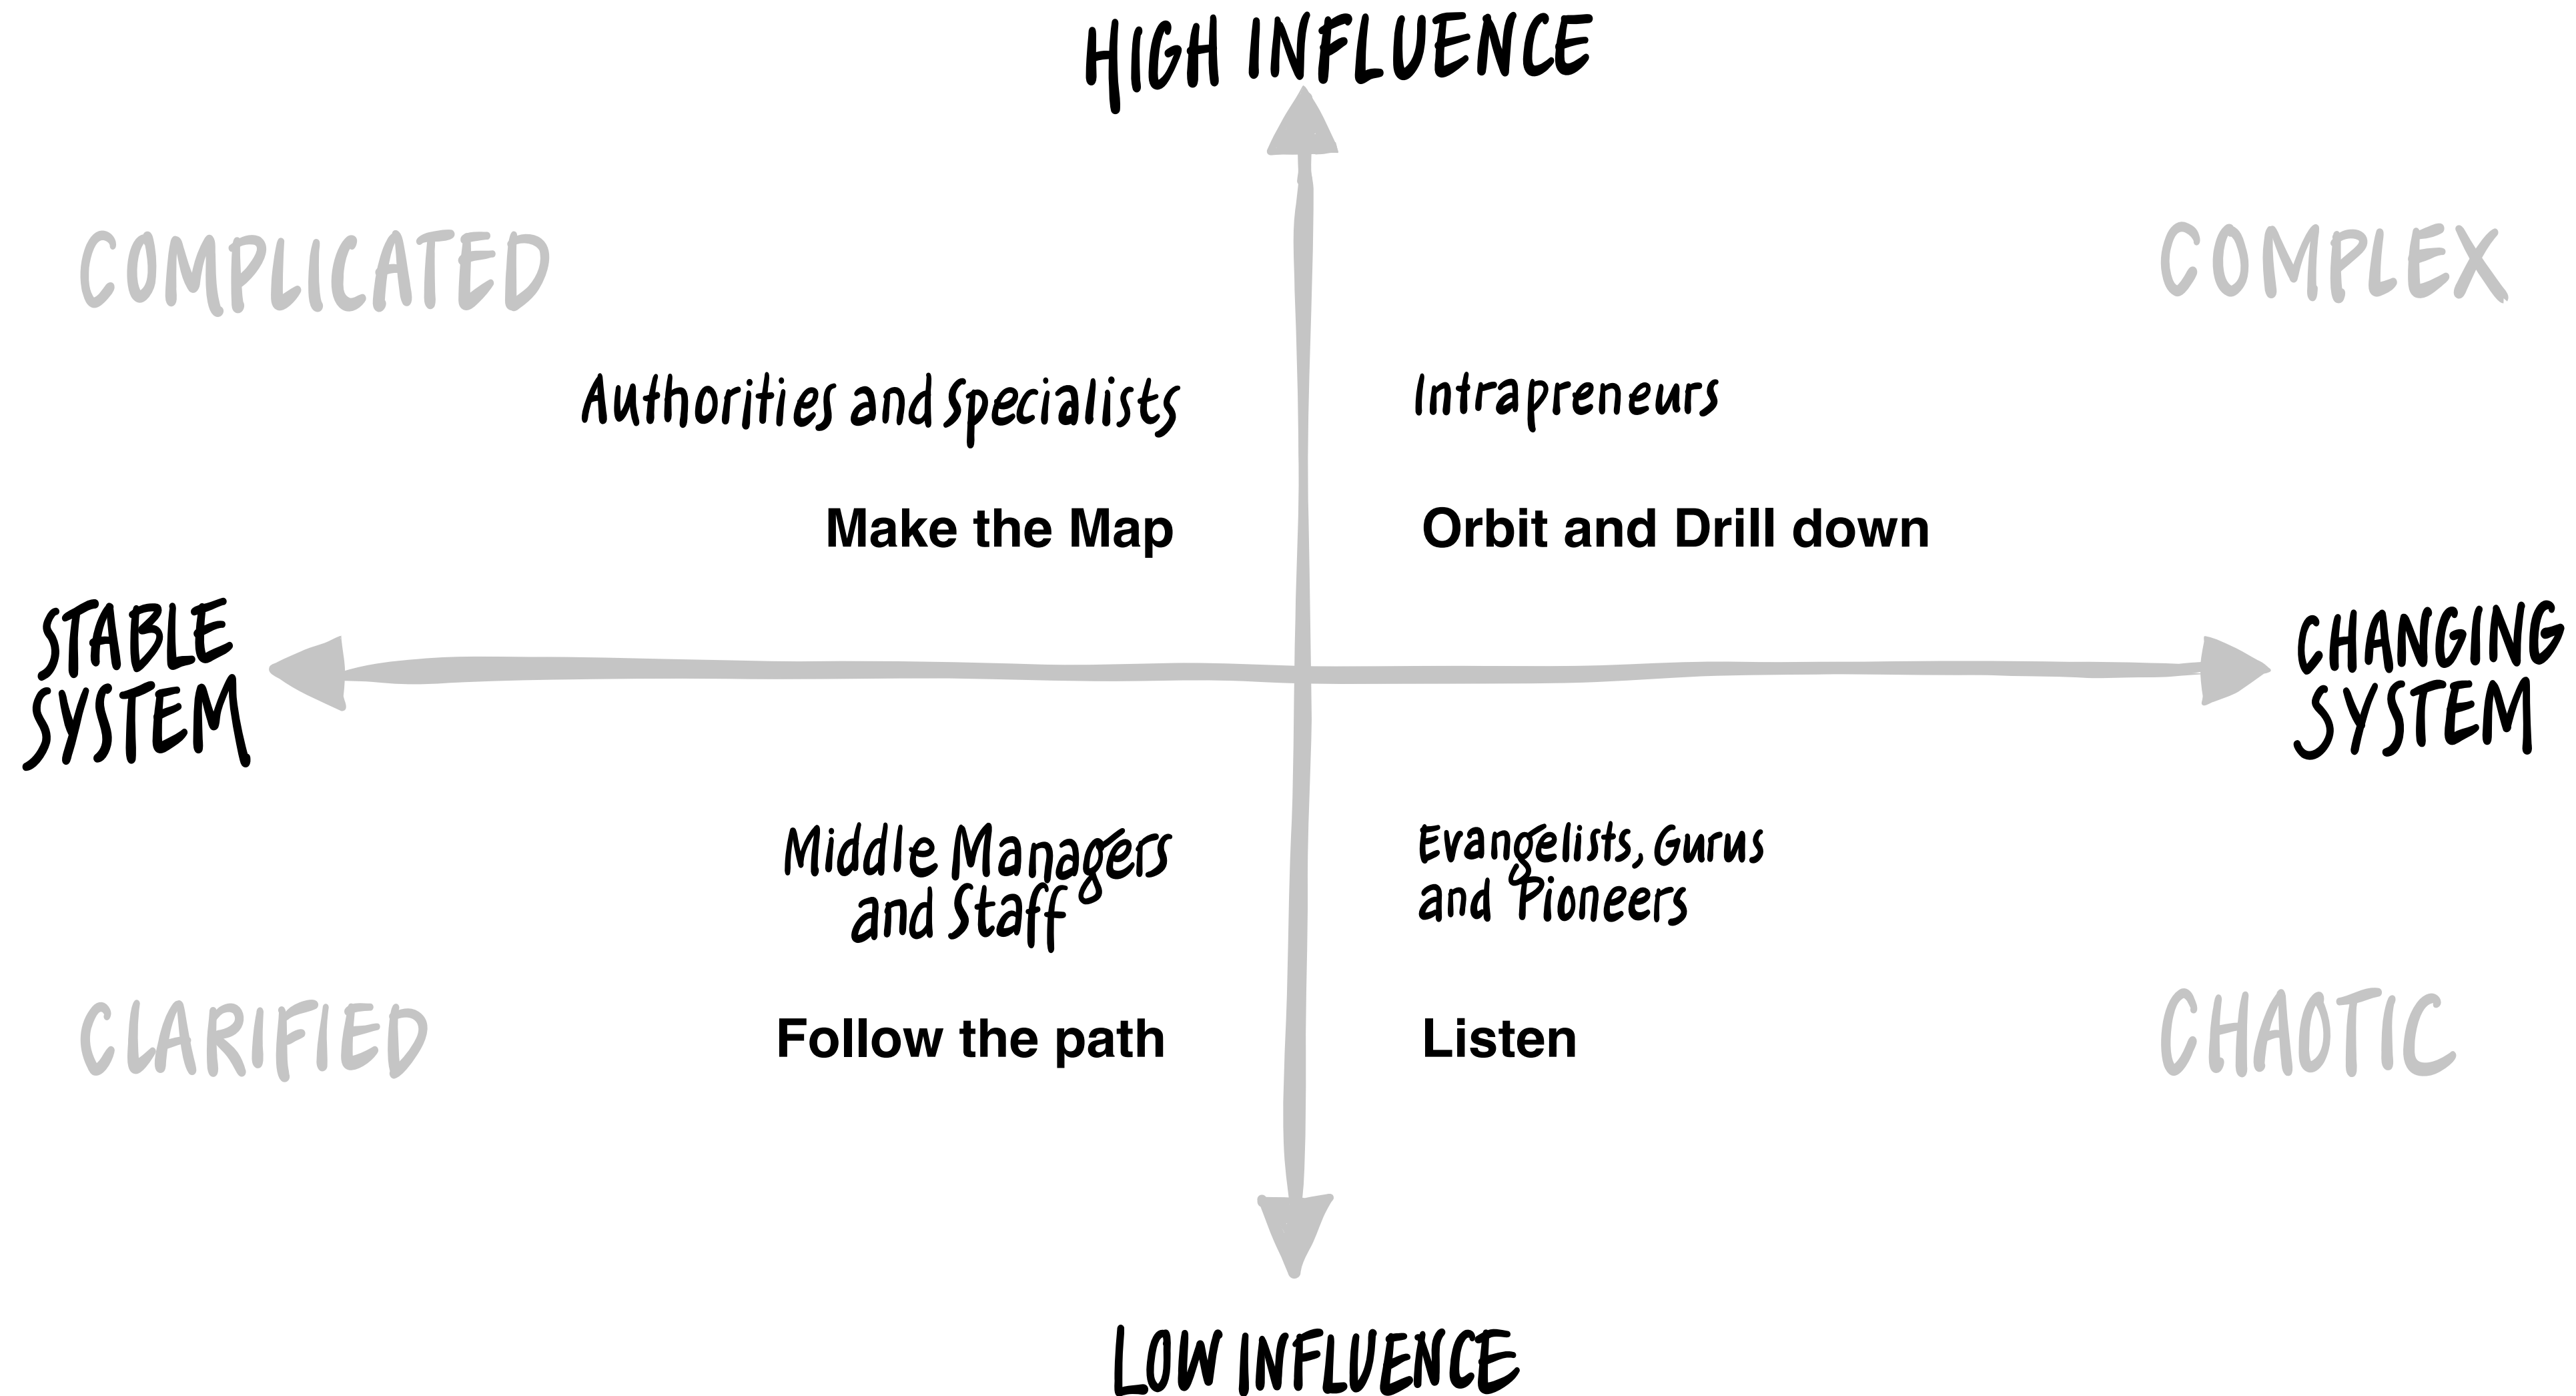 HIGH INFLUENCE
COMPLICATED
COMPLEX
Authorities and Specialists
Intrapreneurs
Make the Map
Orbit and Drill down
STABLE
SYSTEM
CHANGING
SYSTEM
Middle Managers
and Staff
Evangelists, Gurus
and Pioneers
CLARIFIED
Follow the path
Listen
CHAOTIC
LOW INFLUENCE